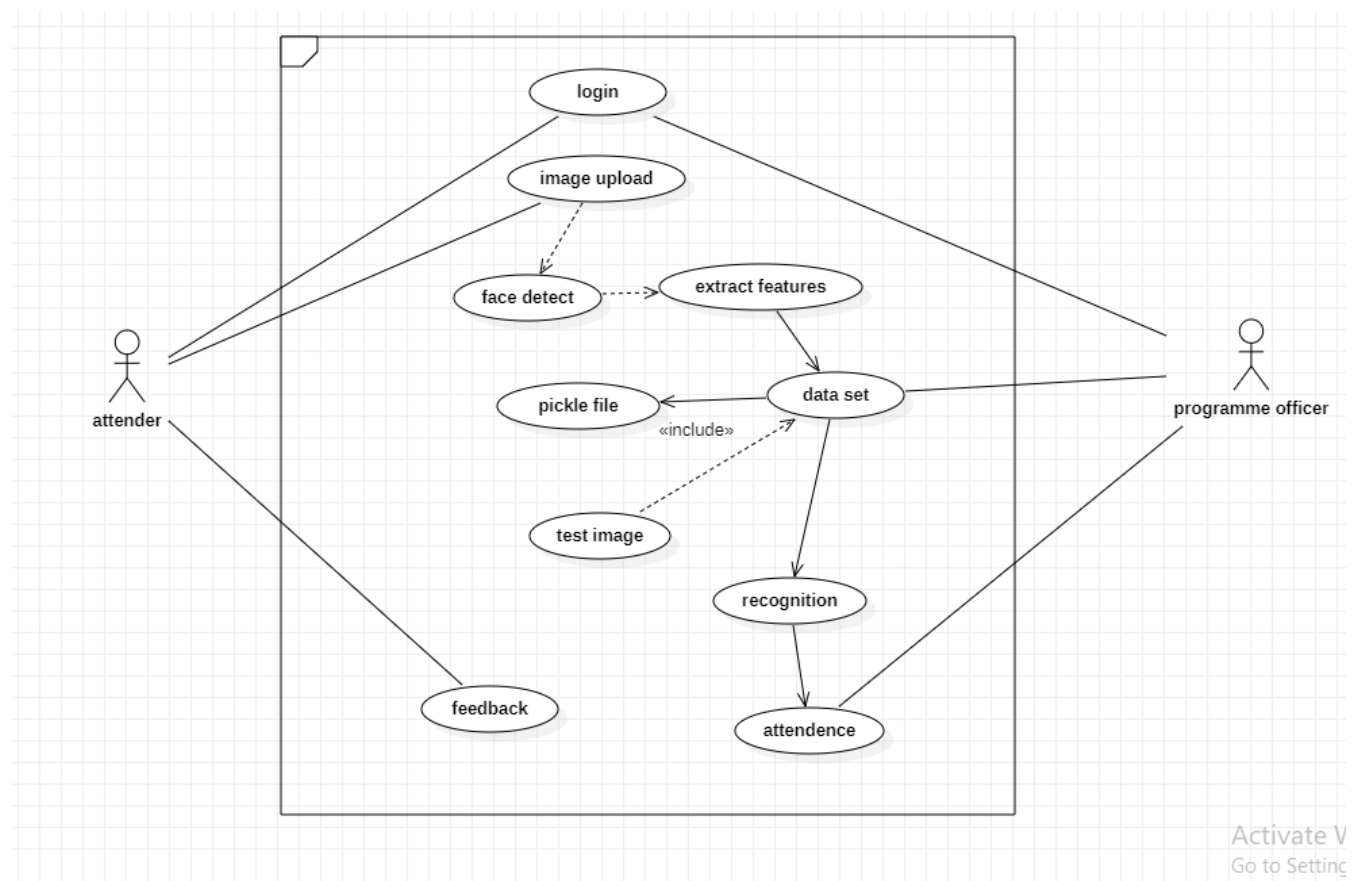 login
image upload
face detect
extract features
attender
programme officer
pickle file
data set
«include»
test image
recognition
feedback
attendence
Activate W
Go to Setting